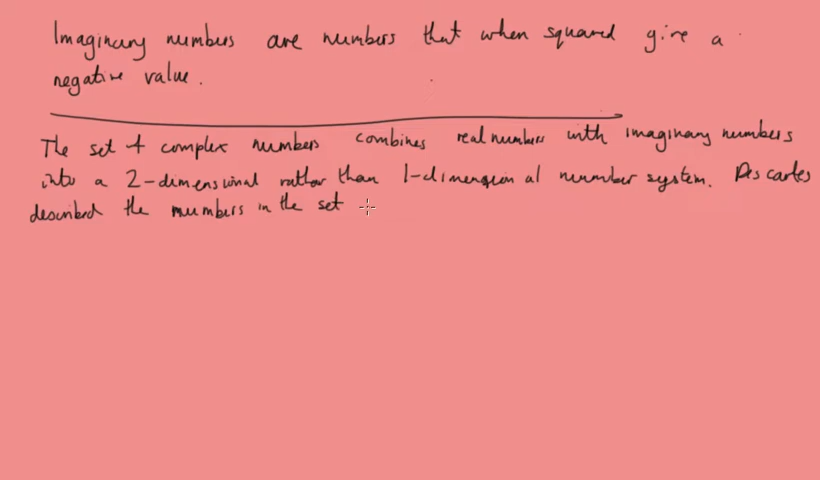 Imaginary numbers are numbers that when squared give a
negative value.
The set of complex numbers combines real numbers with imaginary numbers
into a 2-dimensional rather than 1-dimensional number system. Descartes
described the numbers in the set